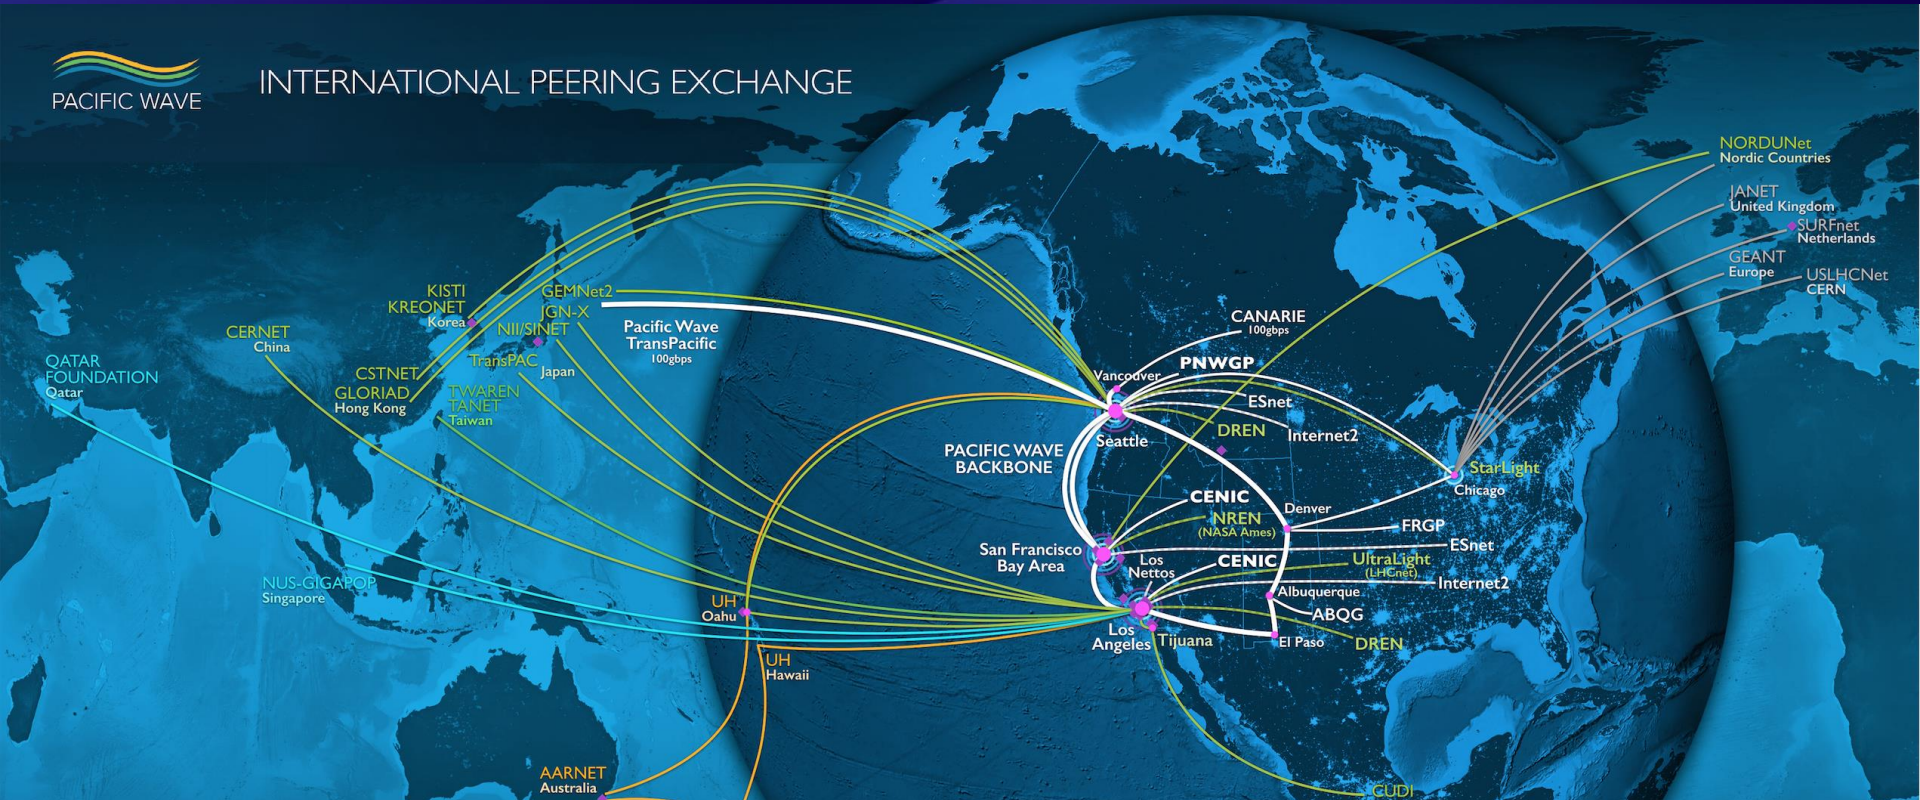 PACIFIC WAVE
INTERNATIONAL PEERING EXCHANGE
NORDUNet
Nordic Countries
JANET
United Kingdom
SURFnet
Netherlands
GEANT
Europe
USLHCNet
CERN
KISTI
KREONET
Korea
GEMNet2
JGN-X
NII/SINET
TransPAC
Japan
Pacific Wave
TransPacific
100gbps
CERNET
China
QATAR
FOUNDATION
Qatar
CSTNET
GLORIAD
Hong Kong
TWAREN
TANET
Taiwan
CANARIE
100gbps
PNWGP
Vancouver
ESnet
DREN
Internet2
Seattle
PACIFIC WAVE
BACKBONE
StarLight
Chicago
CENIC
NREN
(NASA Ames)
Denver
FRGP
ESnet
San Francisco
Bay Area
Los
Nettos
CENIC
UltraLight
(LHCnet)
Internet2
Albuquerque
ABQG
NUS-GIGAPOP
Singapore
UH
Oahu
Los
Angeles
Tijuana
El Paso
DREN
UH
Hawaii
AARNET
Australia
CUDI